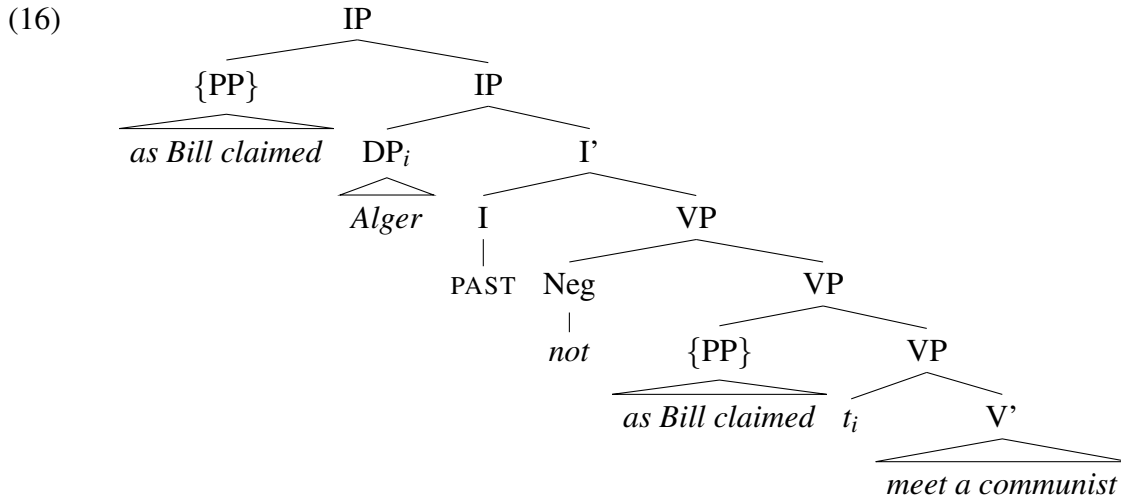 (16) IP
{PP} IP
as Bill claimed DPi I'
Alger I VP
PAST Neg VP
not {PP} VP
as Bill claimed ti V'
meet a communist